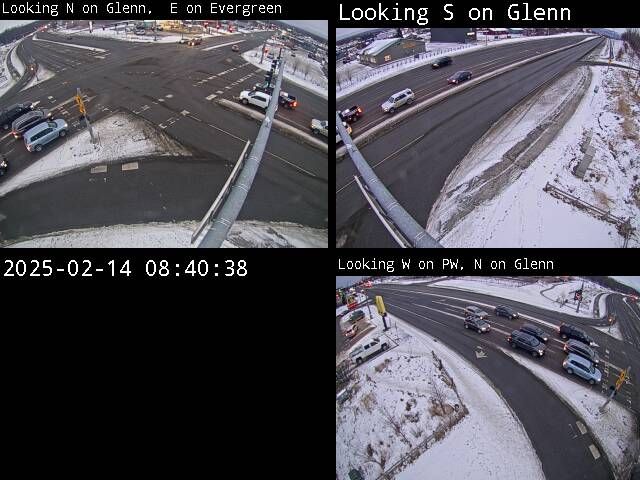 Looking N on Glenn,  E on Evergreen
Looking S on Glenn
2025-02-14 08:40:38
Looking W on PW, N on Glenn